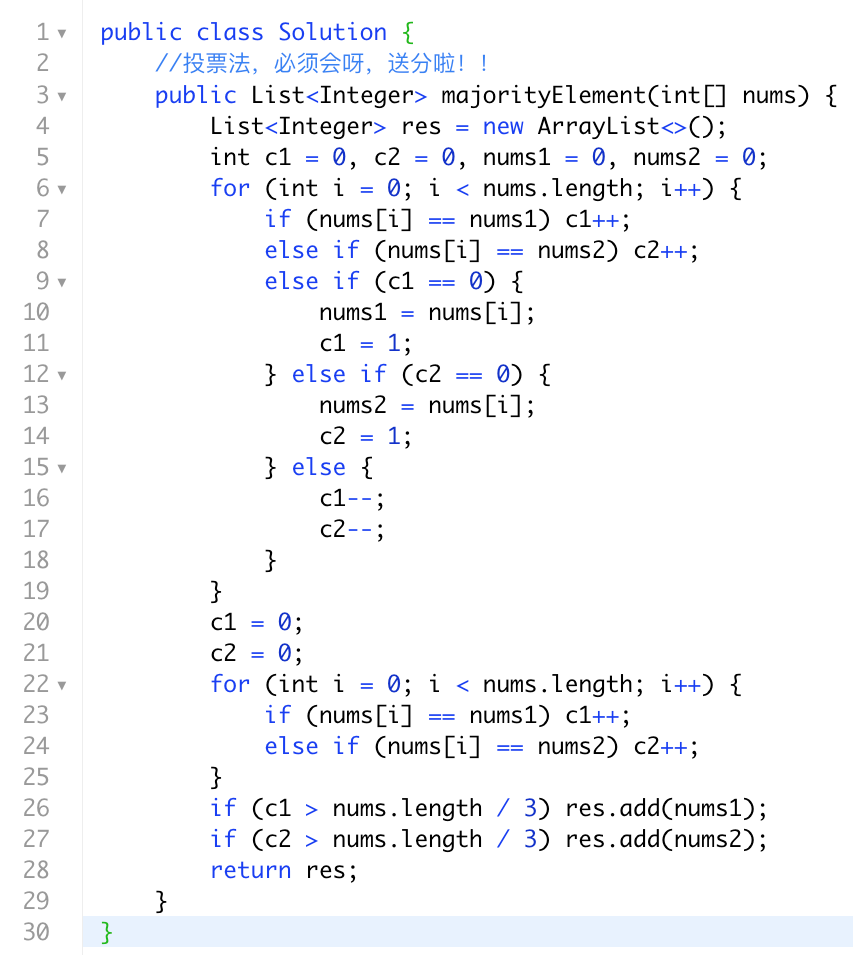 1 public class Solution {
2 //投票法，必须会呀，送分啦！！
3 public List<Integer> majorityElement(int[] nums) {
4 List<Integer> res = new ArrayList<>();
5 int c1 = 0, c2 = 0, nums1 = 0, nums2 = 0;
6 for (int i = 0; i < nums.length; i++) {
7 if (nums[i] == nums1) c1++;
8 else if (nums[i] == nums2) c2++;
9 else if (c1 == 0) {
10 nums1 = nums[i];
11 c1 = 1;
12 } else if (c2 == 0) {
13 nums2 = nums[i];
14 c2 = 1;
15 } else {
16 c1--;
17 c2--;
18 }
19 }
20 c1 = 0;
21 c2 = 0;
22 for (int i = 0; i < nums.length; i++) {
23 if (nums[i] == nums1) c1++;
24 else if (nums[i] == nums2) c2++;
25 }
26 if (c1 > nums.length / 3) res.add(nums1);
27 if (c2 > nums.length / 3) res.add(nums2);
28 return res;
29 }
30 }